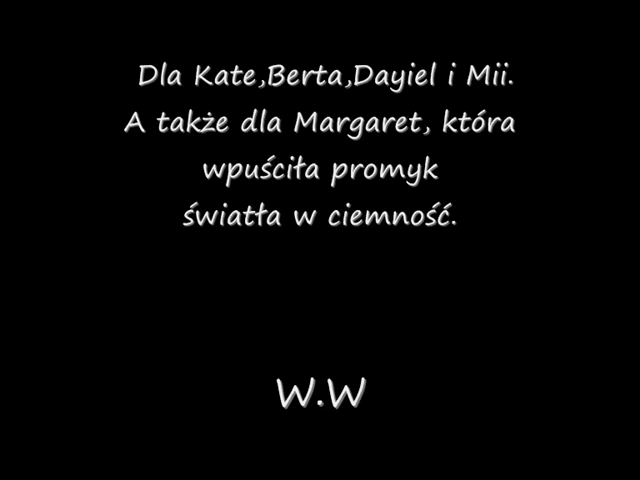 Dla Kate,Berta,Dayiel i Mii.
A także dla Margaret, która
wpuściła promyk
światła w ciemność.
W.W